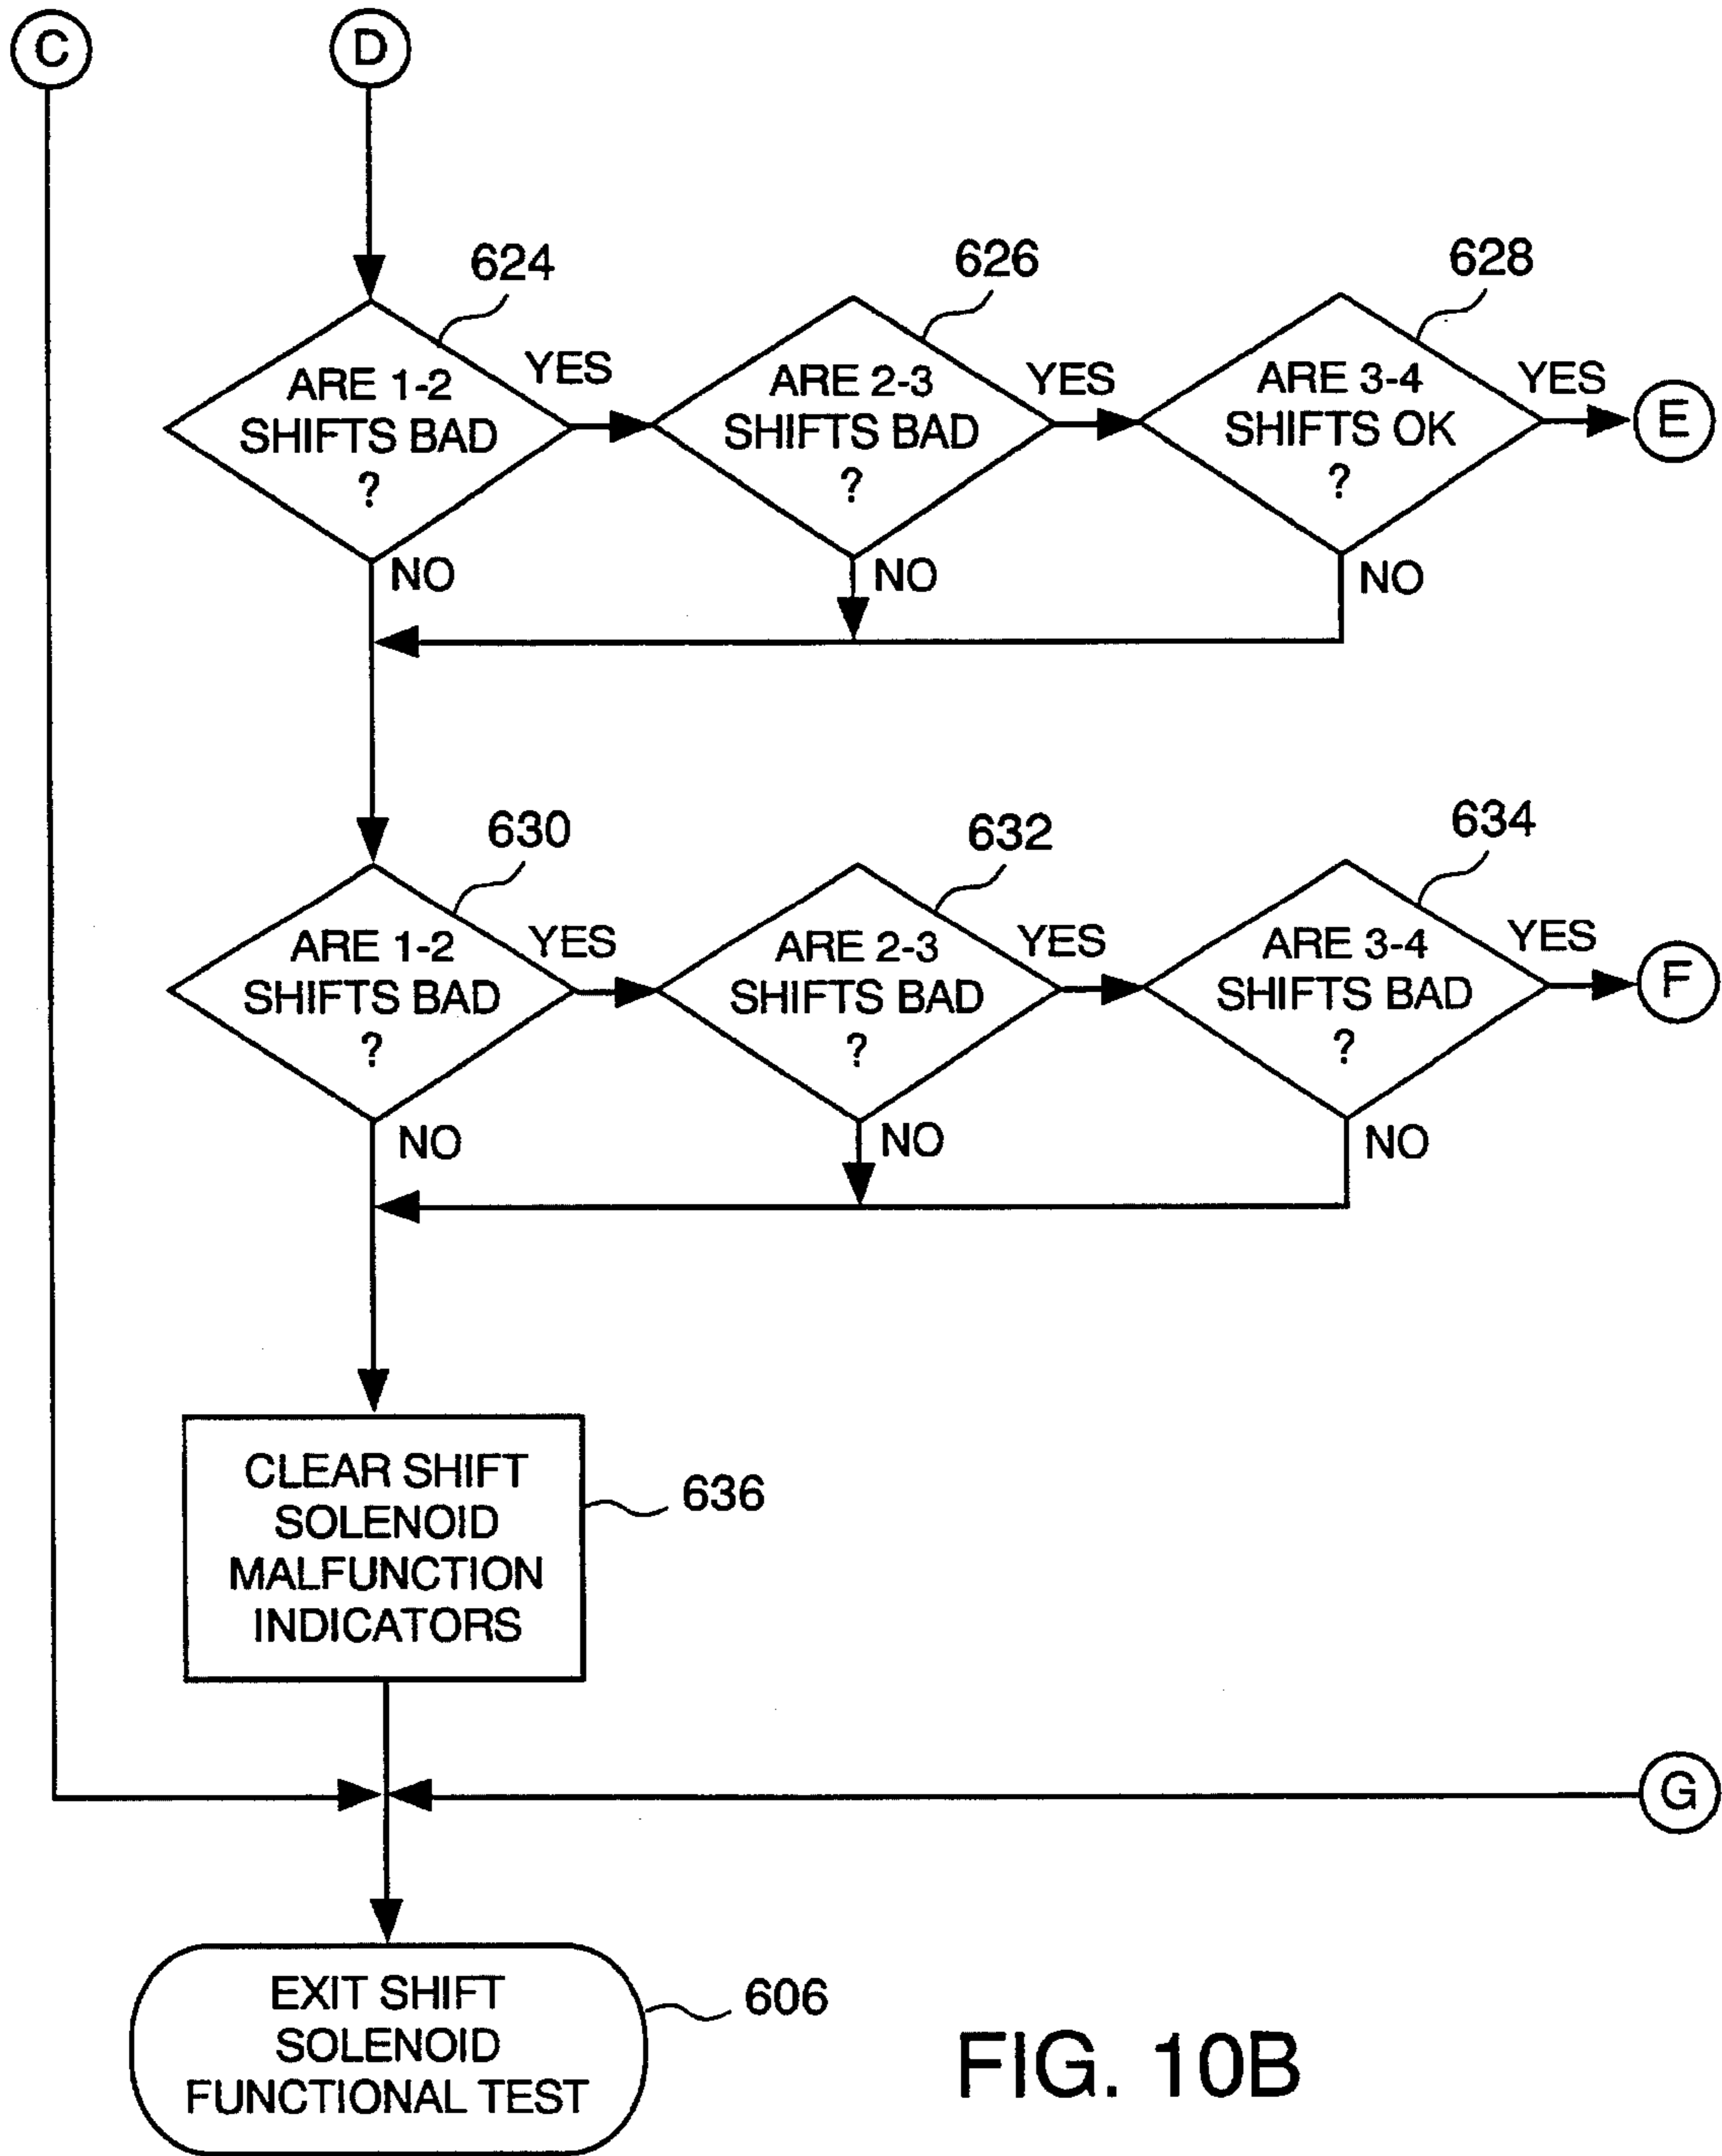 C
D
624
626
628
ARE 1-2
SHIFTS BAD
?
YES
ARE 2-3
SHIFTS BAD
?
YES
ARE 3-4
SHIFTS OK
?
YES
E
NO
NO
NO
630
632
634
ARE 1-2
SHIFTS BAD
?
YES
ARE 2-3
SHIFTS BAD
?
YES
ARE 3-4
SHIFTS BAD
?
YES
F
NO
NO
NO
CLEAR SHIFT
SOLENOID
MALFUNCTION
INDICATORS
636
G
EXIT SHIFT
SOLENOID
FUNCTIONAL TEST
606
FIG. 10B